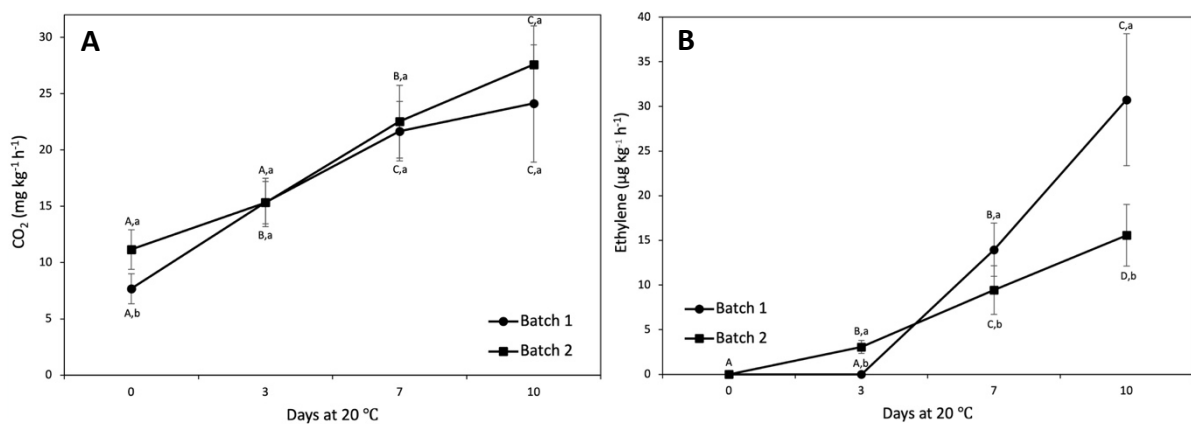 A
CO₂ (mg kg⁻¹ h⁻¹)
30
25
20
15
10
5
0
A,a
A,b
A,a
B,a
B,a
C,a
C,a
C,a
Batch 1
Batch 2
0 3 7 10
Days at 20 °C
B
Ethylene (µg kg⁻¹ h⁻¹)
40
35
30
25
20
15
10
5
0
A
B,a
A,b
B,a
C,b
C,a
D,b
Batch 1
Batch 2
0 3 7 10
Days at 20 °C